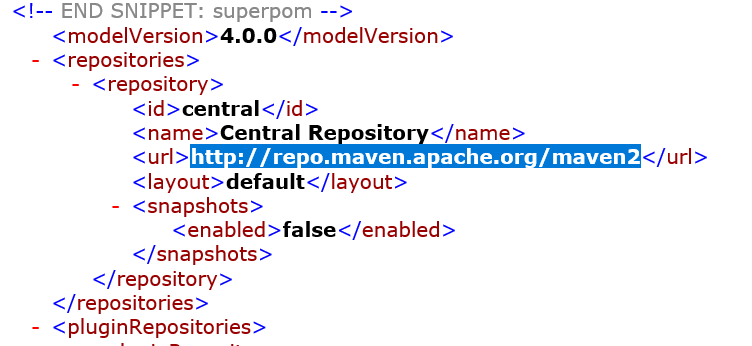 <!-- END SNIPPET: superpom -->
<modelVersion>4.0.0</modelVersion>
- <repositories>
- <repository>
<id>central</id>
<name>Central Repository</name>
<url>http://repo.maven.apache.org/maven2</url>
<layout>default</layout>
- <snapshots>
<enabled>false</enabled>
</snapshots>
</repository>
</repositories>
- <pluginRepositories>